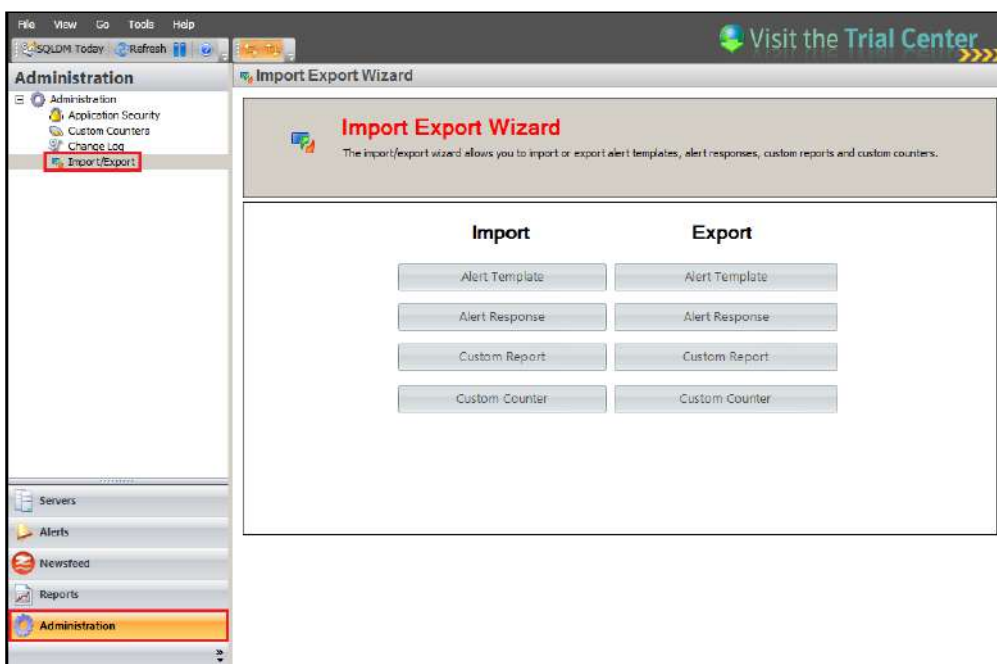 File View Go Tools Help
SQLDM Today Refresh
Visit the Trial Center
Administration
Import Export Wizard
Administration
Application Security
Custom Counters
Change Log
Import/Export
Import Export Wizard
The import/export wizard allows you to import or export alert templates, alert responses, custom reports and custom counters.
Import Export
Alert Template Alert Template
Alert Response Alert Response
Custom Report Custom Report
Custom Counter Custom Counter
Servers
Alerts
Newsfeed
Reports
Administration